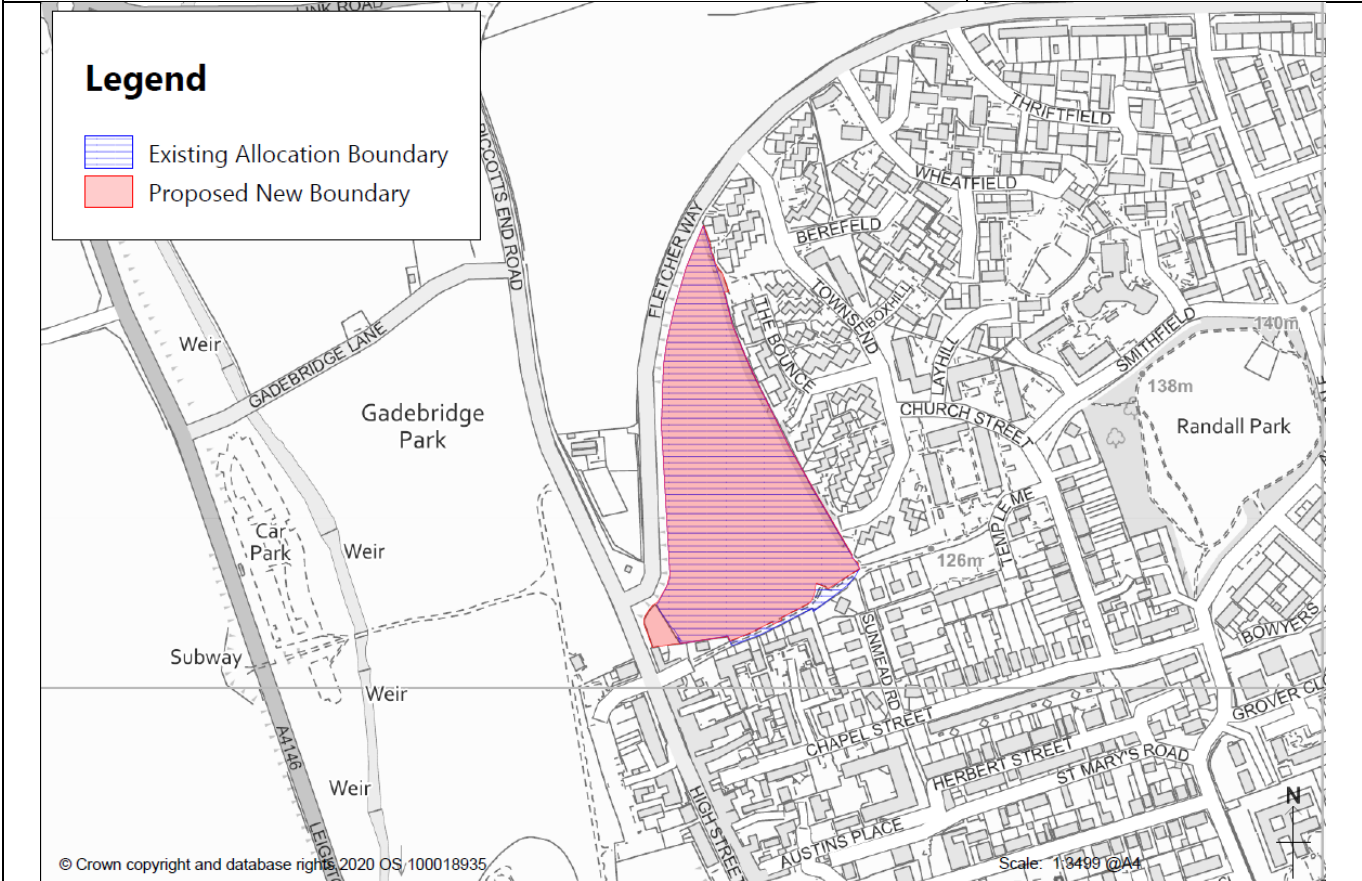 LINK ROAD
Legend
Existing Allocation Boundary
Proposed New Boundary
PICCOTTS END ROAD
THRIFTFIELD
WHEATFIELD
FLETCHER WAY
BEREFELD
TOWNSEND
BOXHILL
THE BOUNCE
LAYHILL
SMITHFIELD
140m
138m
Weir
GADEBRIDGE LANE
Gadebridge
Park
CHURCH STREET
Randall Park
Car
Park
Weir
TEMPLE ME
126m
SUNMEAD RD
BOWYERS
Subway
Weir
GROVER CLO
CHAPEL STREET
A4146
HERBERT STREET
ST MARY'S ROAD
Weir
HIGH STREET
AUSTINS PLACE
N
© Crown copyright and database rights 2020 OS 100018935
Scale: 1:3499 @A4